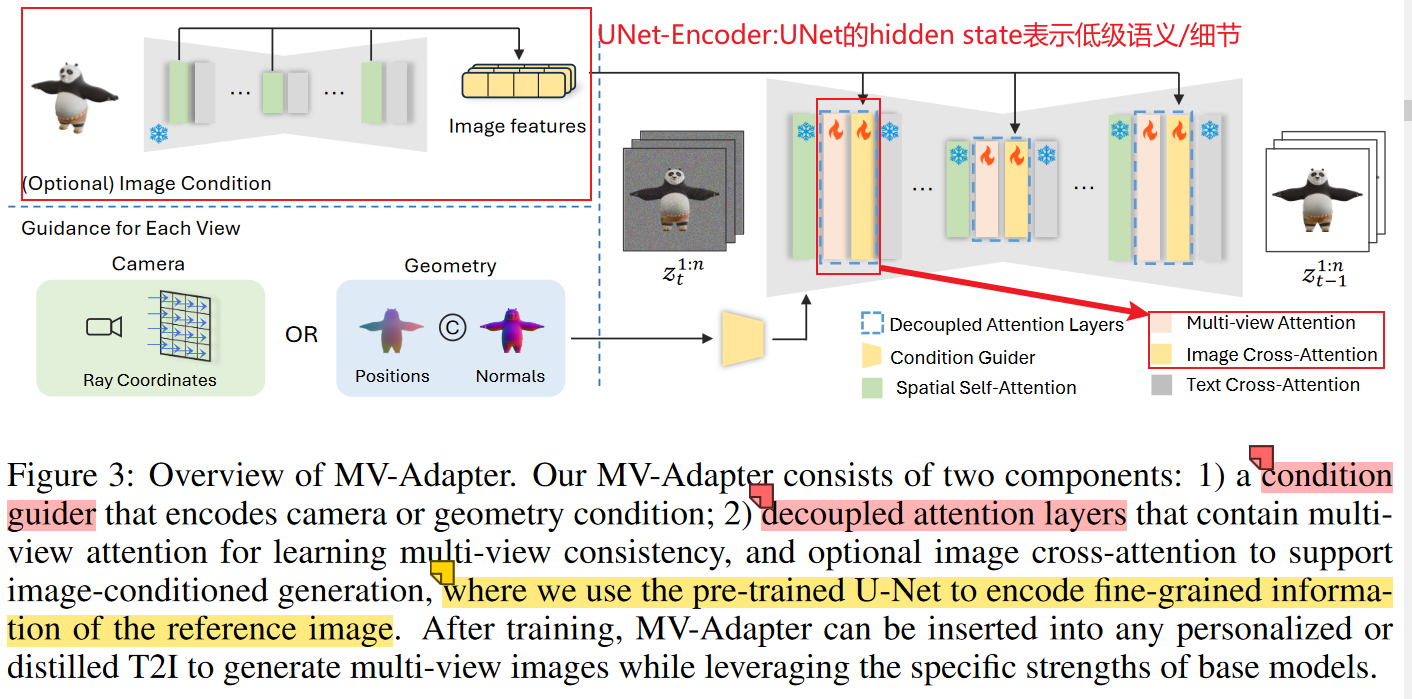 UNet-Encoder:UNet的hidden state表示低级语义/细节
Image features
(Optional) Image Condition
Guidance for Each View
Camera
Geometry
Ray Coordinates
OR
Positions
C
Normals
z_t^{1:n}
z_{t-1}^{1:n}
Decoupled Attention Layers
Condition Guider
Spatial Self-Attention
Multi-view Attention
Image Cross-Attention
Text Cross-Attention
...
...
...
...
Figure 3: Overview of MV-Adapter. Our MV-Adapter consists of two components: 1) a condition
guider that encodes camera or geometry condition; 2) decoupled attention layers that contain multi-
view attention for learning multi-view consistency, and optional image cross-attention to support
image-conditioned generation, where we use the pre-trained U-Net to encode fine-grained informa-
tion of the reference image. After training, MV-Adapter can be inserted into any personalized or
distilled T2I to generate multi-view images while leveraging the specific strengths of base models.